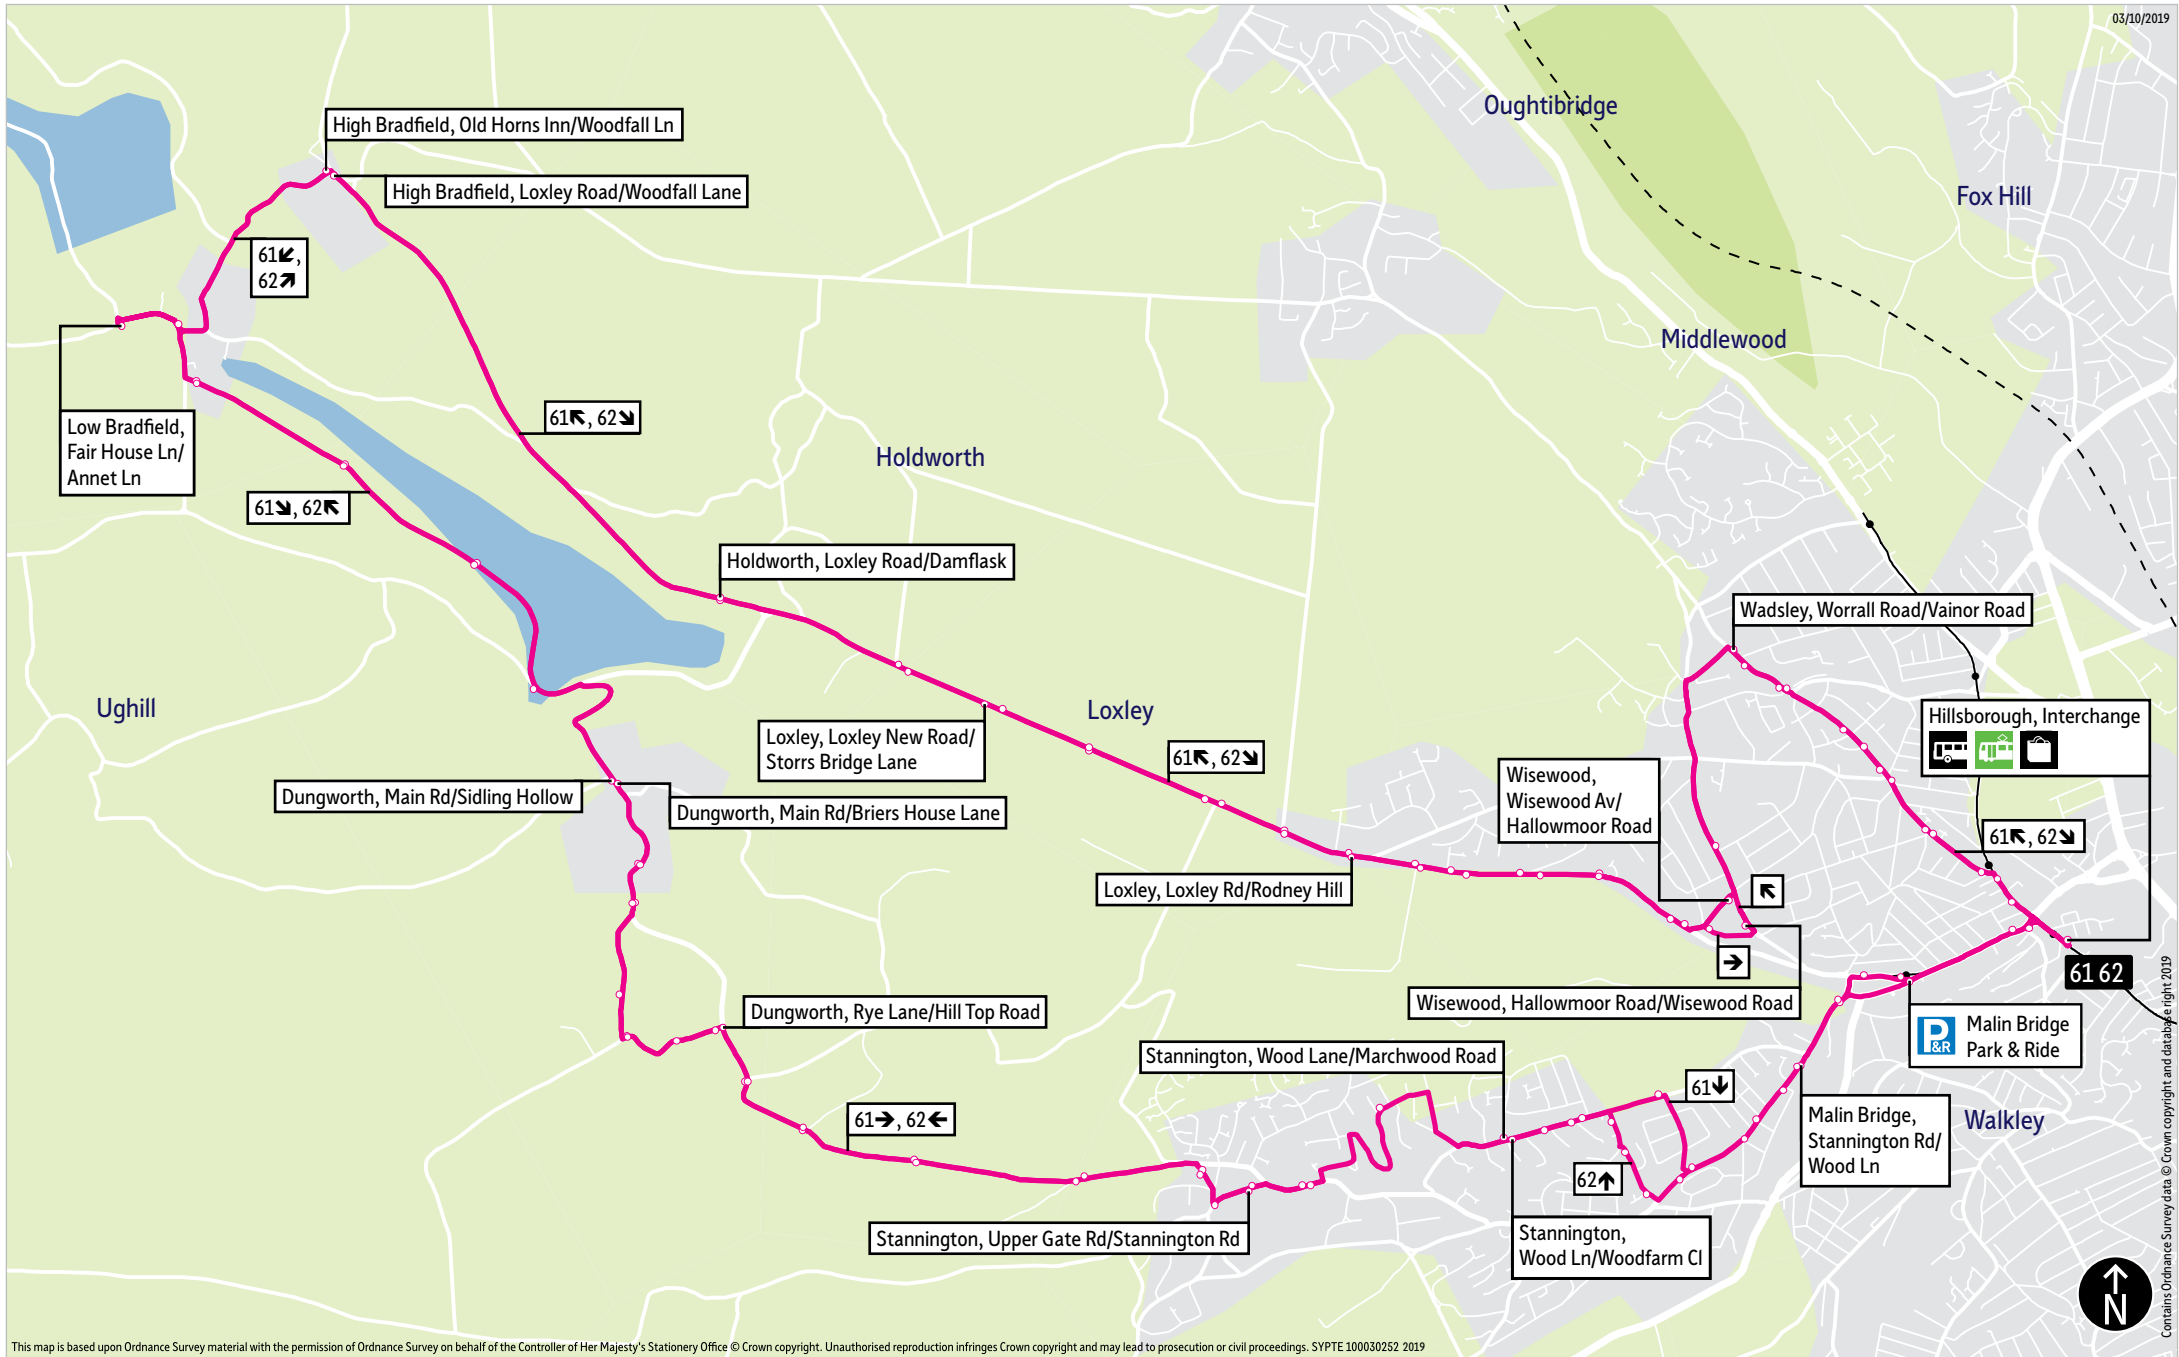 03/10/2019
Oughtibridge
High Bradfield, Old Horns Inn/Woodfall Ln
High Bradfield, Loxley Road/Woodfall Lane
Fox Hill
61↙,
62↗
Middlewood
Low Bradfield,
Fair House Ln/
Annet Ln
61↖, 62↘
Holdworth
61↘, 62↖
Holdworth, Loxley Road/Damflask
Wadsley, Worrall Road/Vainor Road
Ughill
Loxley
Hillsborough, Interchange
Loxley, Loxley New Road/
Storrs Bridge Lane
61↖, 62↘
Wisewood,
Wisewood Av/
Hallowmoor Road
Dungworth, Main Rd/Sidling Hollow
Dungworth, Main Rd/Briers House Lane
61↖, 62↘
Loxley, Loxley Rd/Rodney Hill
↖
→
61 62
Wisewood, Hallowmoor Road/Wisewood Road
Dungworth, Rye Lane/Hill Top Road
P&R
Malin Bridge
Park & Ride
Stannington, Wood Lane/Marchwood Road
61↓
61→, 62←
Malin Bridge,
Stannington Rd/
Wood Ln
Walkley
62↑
Stannington, Upper Gate Rd/Stannington Rd
Stannington,
Wood Ln/Woodfarm Cl
N
Contains Ordnance Survey data © Crown copyright and database right 2019
This map is based upon Ordnance Survey material with the permission of Ordnance Survey on behalf of the Controller of Her Majesty's Stationery Office © Crown copyright. Unauthorised reproduction infringes Crown copyright and may lead to prosecution or civil proceedings. SYPTE 100030252 2019